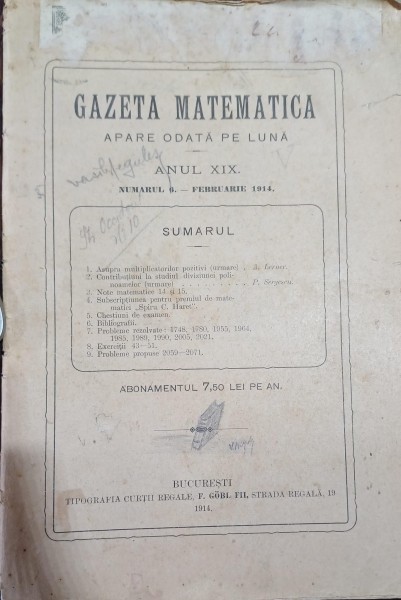 GAZETA MATEMATICA
APARE ODATĂ PE LUNĂ
ANUL XIX.
NUMARUL 6. — FEBRUARIE 1914.
SUMARUL
1. Asupra multiplicatorilor pozitivi (urmare) .
2. Contribuțiuni la studiul diviziunei poli-
noamelor (urmare) . . . . . . . . . . . P. Sergescu.
3. Note matematice 14 și 15.
4. Subscripțiunea pentru premiul de mate-
matici „Spiru C. Haret".
5. Chestiuni de examen
6. Bibliografii.
7. Probleme rezolvate: 1748, 1780, 1955, 1964,
1985, 1989, 1990, 2005, 2021.
8. Exerciții 43—51.
9. Probleme propuse 2059—2071.
ABONAMENTUL 7,50 LEI PE AN.
BUCUREȘTI
TIPOGRAFIA CURȚII REGALE, F. GÖBL FII, STRADA REGALĂ, 19
1914.